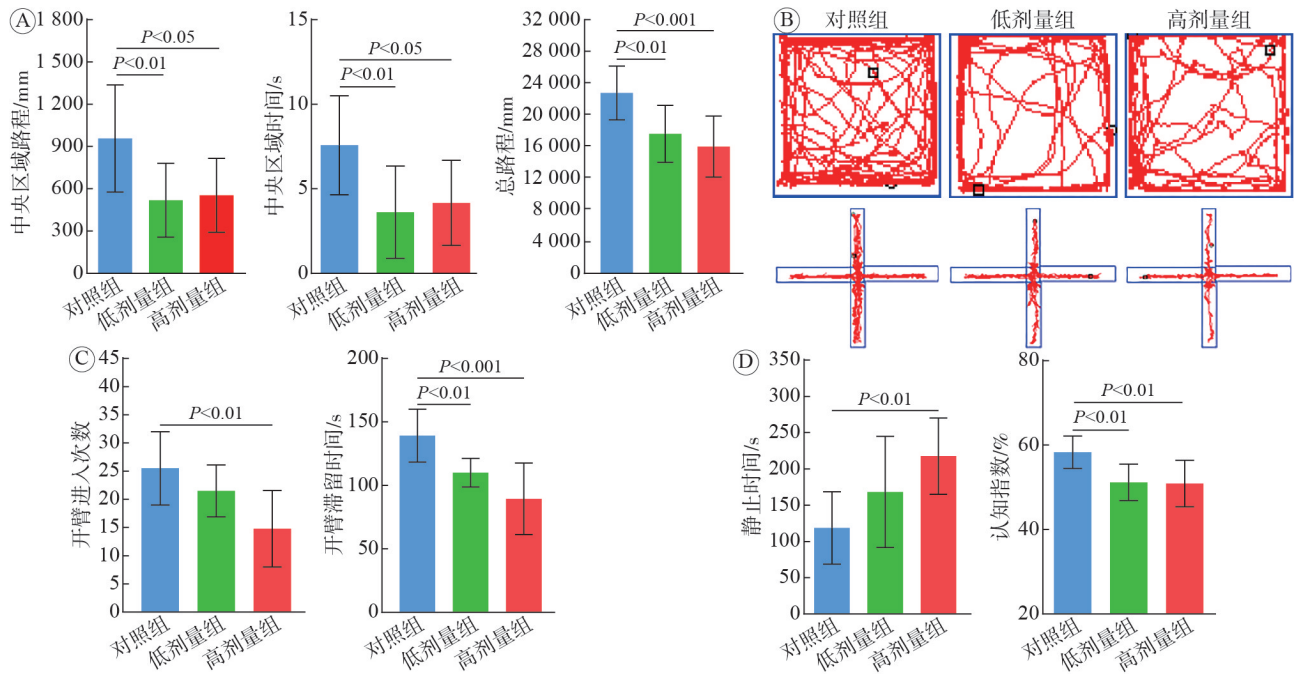 A
中央区域路程/mm
1 800
1 500
1 200
900
600
300
0
P<0.05
P<0.01
对照组
低剂量组
高剂量组
中央区域时间/s
15
10
5
0
P<0.05
P<0.01
对照组
低剂量组
高剂量组
总路程/mm
32 000
28 000
24 000
20 000
16 000
12 000
8 000
4 000
0
P<0.001
P<0.01
对照组
低剂量组
高剂量组
B
对照组
低剂量组
高剂量组
C
开臂进入次数
45
40
35
30
25
20
15
10
5
0
P<0.01
对照组
低剂量组
高剂量组
开臂滞留时间/s
200
150
100
50
0
P<0.001
P<0.01
对照组
低剂量组
高剂量组
D
静止时间/s
350
300
250
200
150
100
50
0
P<0.01
对照组
低剂量组
高剂量组
认知指数/%
80
60
40
20
P<0.01
P<0.01
对照组
低剂量组
高剂量组